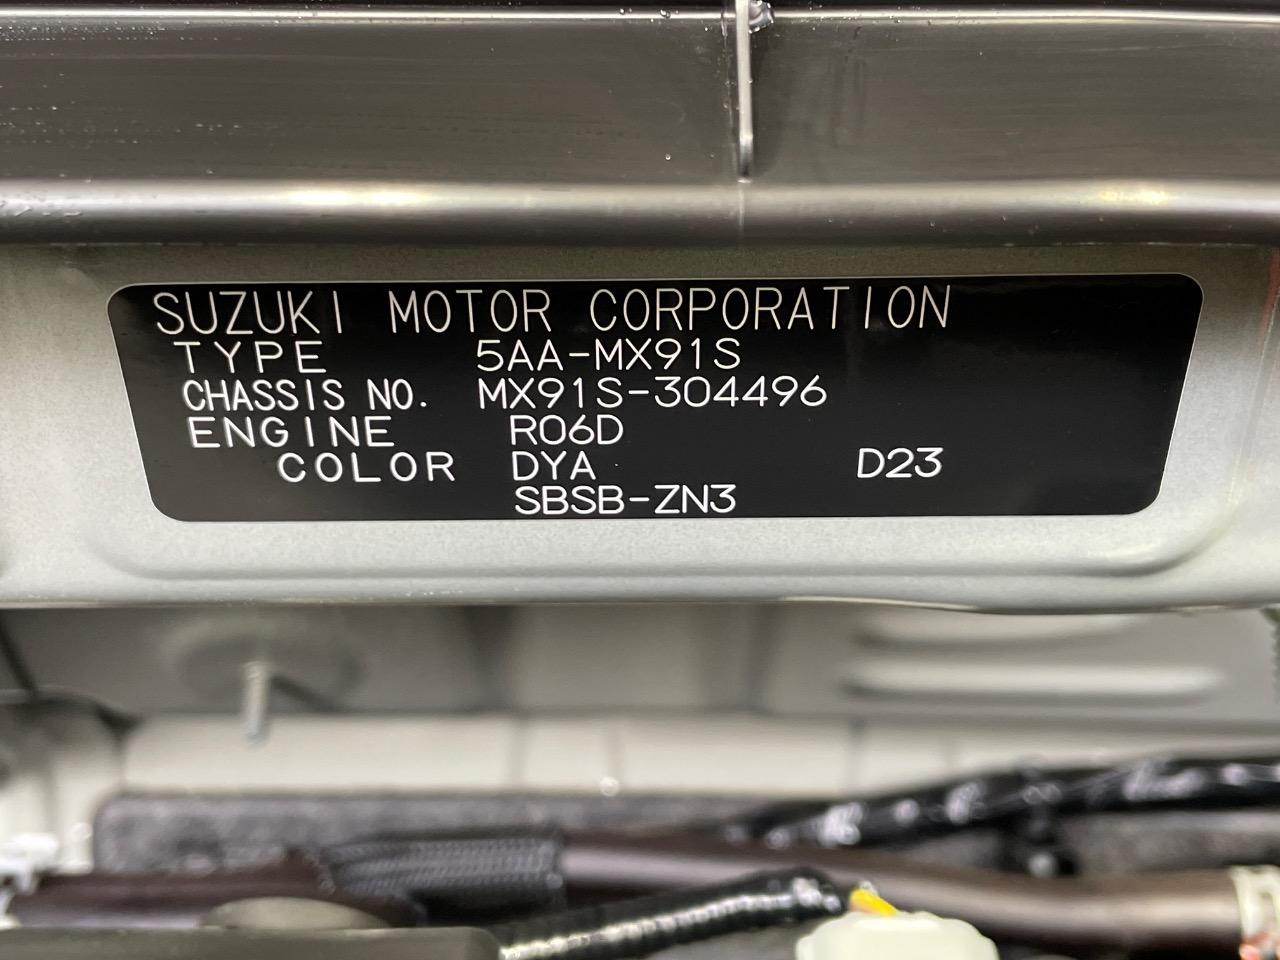 SUZUKI MOTOR CORPORATION
TYPE 5AA-MX91S
CHASSIS NO. MX91S-304496
ENGINE R06D
COLOR DYA D23
SBSB-ZN3